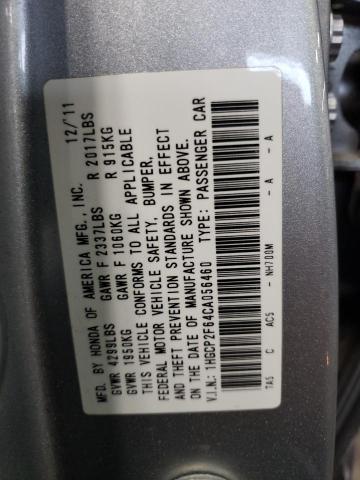 MFD. BY HONDA OF AMERICA MFG., INC. 12/11
GVWR 4299LBS GAWR F 2337LBS R 2017LBS
GVWR 1950KG GAWR F 1060KG R 915KG
THIS VEHICLE CONFORMS TO ALL APPLICABLE
FEDERAL MOTOR VEHICLE SAFETY, BUMPER,
AND THEFT PREVENTION STANDARDS IN EFFECT
ON THE DATE OF MANUFACTURE SHOWN ABOVE.
V.I.N.: 1HGCP2F64CA056460 TYPE: PASSENGER CAR
TA5 C AC5 - NH700M - A - A